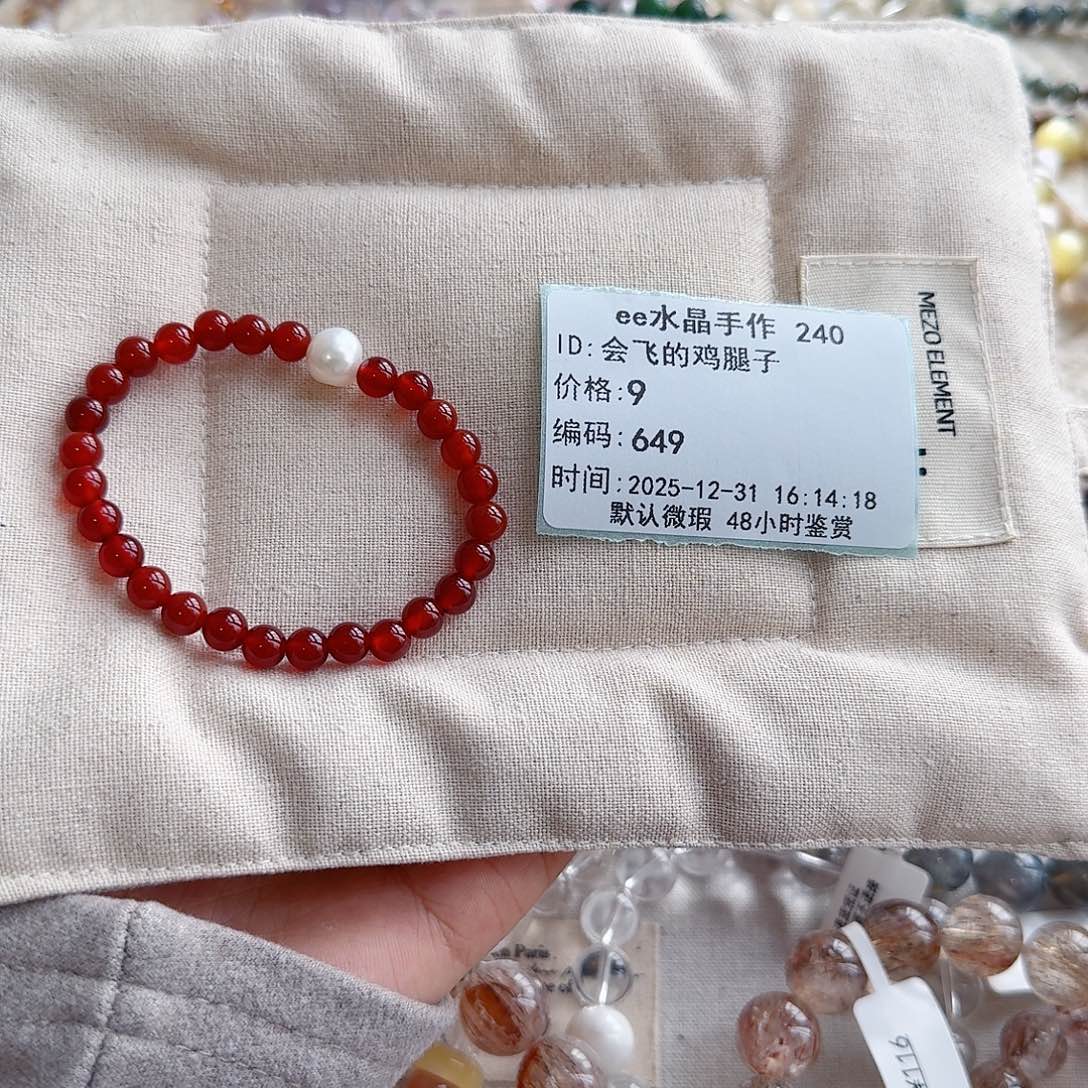 ee水晶手作 240
ID:会飞的鸡腿子
价格:9
编码:649
时间:2025-12-31 16:14:18
默认微瑕 48小时鉴赏
MEZO ELEMENT
Paris